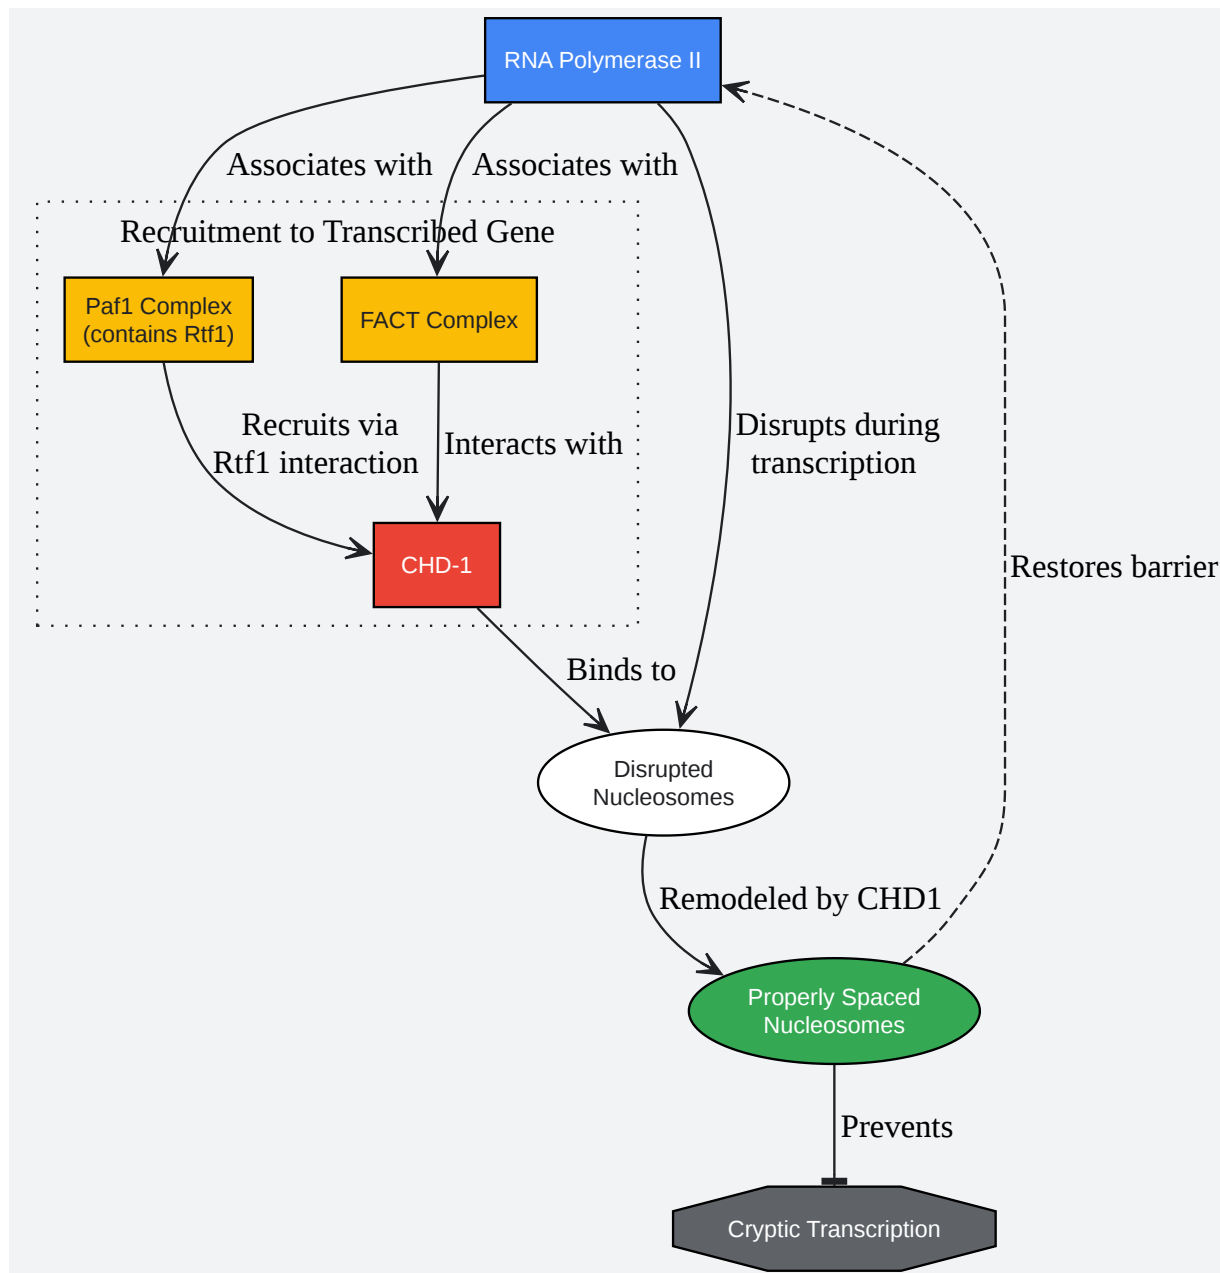 RNA Polymerase II
Associates with
Associates with
Recruitment to Transcribed Gene
Paf1 Complex
(contains Rtf1)
FACT Complex
Recruits via
Rtf1 interaction
Interacts with
Disrupts during
transcription
CHD-1
Restores barrier
Binds to
Disrupted
Nucleosomes
Remodeled by CHD1
Properly Spaced
Nucleosomes
Prevents
Cryptic Transcription